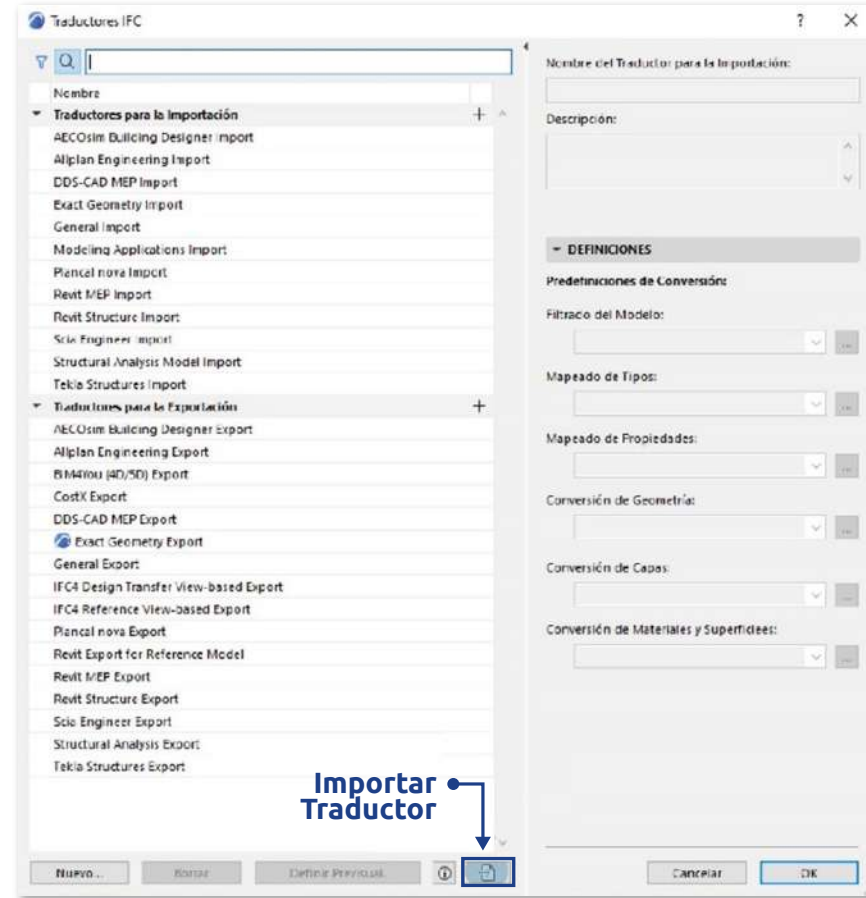 Traductores IFC
Nombre
Traductores para la Importación
AECOsim Building Designer Import
Allplan Engineering Import
DDS-CAD MEP Import
Exact Geometry Import
General Import
Modeling Applications Import
Plancal nova Import
Revit MEP Import
Revit Structure Import
Scia Engineer Import
Structural Analysis Model Import
Tekla Structures Import
Traductores para la Exportación
AECOsim Building Designer Export
Allplan Engineering Export
BIM4You (4D/5D) Export
CostX Export
DDS-CAD MEP Export
Exact Geometry Export
General Export
IFC4 Design Transfer View-based Export
IFC4 Reference View-based Export
Plancal nova Export
Revit Export for Reference Model
Revit MEP Export
Revit Structure Export
Scia Engineer Export
Structural Analysis Export
Tekla Structures Export
Importar
Traductor
Nuevo...
Borrar
Definir Previsual.
Nombre del Traductor para la Importación:
Descripción:
DEFINICIONES
Predefiniciones de Conversión:
Filtrado del Modelo:
...
Mapeado de Tipos:
...
Mapeado de Propiedades:
...
Conversión de Geometría:
...
Conversión de Capas:
...
Conversión de Materiales y Superficiees:
...
Cancelar
OK